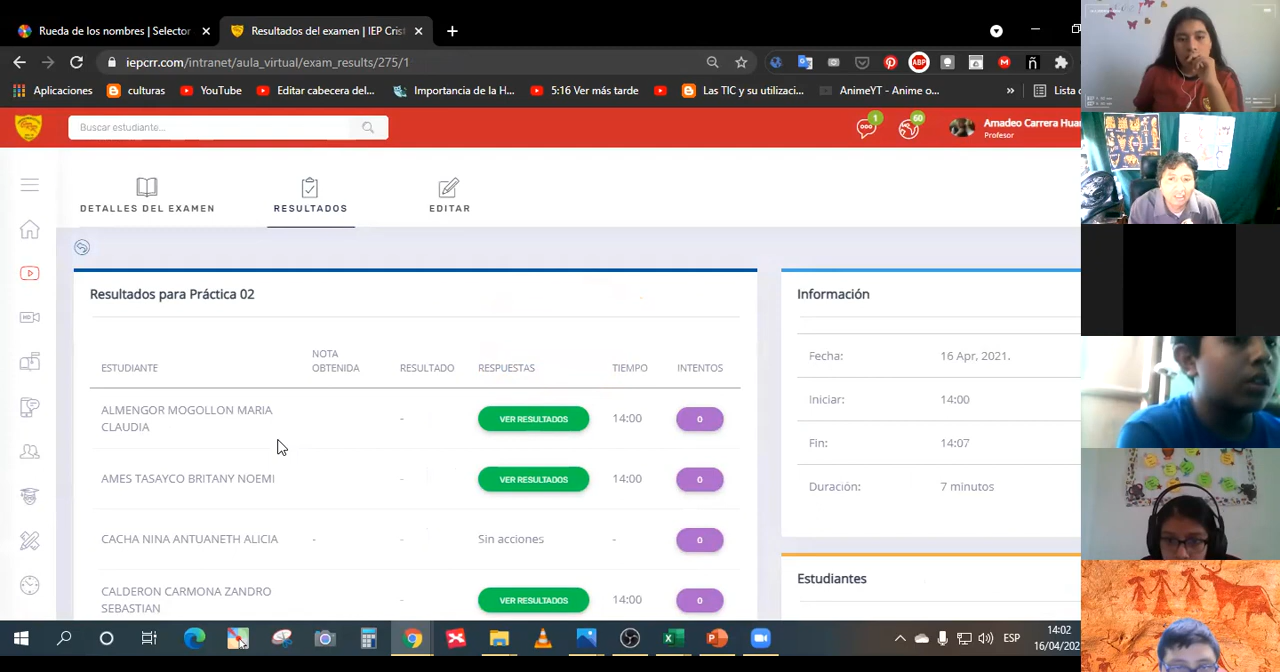 Rueda de los nombres | Selector
Resultados del examen | IEP Crist
iepcrr.com/intranet/aula_virtual/exam_results/275/1
Aplicaciones
culturas
YouTube
Editar cabecera del...
Importancia de la H...
5:16 Ver más tarde
Las TIC y su utilizaci...
AnimeYT - Anime o...
»
Lista
Buscar estudiante...
1
60
Amadeo Carrera Huar
Profesor
DETALLES DEL EXAMEN
RESULTADOS
EDITAR
Resultados para Práctica 02
Información
ESTUDIANTE
NOTA
OBTENIDA
RESULTADO
RESPUESTAS
TIEMPO
INTENTOS
Fecha:
16 Apr, 2021.
ALMENGOR MOGOLLON MARIA
CLAUDIA
-
VER RESULTADOS
14:00
0
Iniciar:
14:00
Fin:
14:07
AMES TASAYCO BRITANY NOEMI
-
VER RESULTADOS
14:00
0
Duración:
7 minutos
CACHA NINA ANTUANETH ALICIA
-
-
Sin acciones
-
0
Estudiantes
CALDERON CARMONA ZANDRO
SEBASTIAN
-
VER RESULTADOS
14:00
0
ESP
14:02
16/04/202